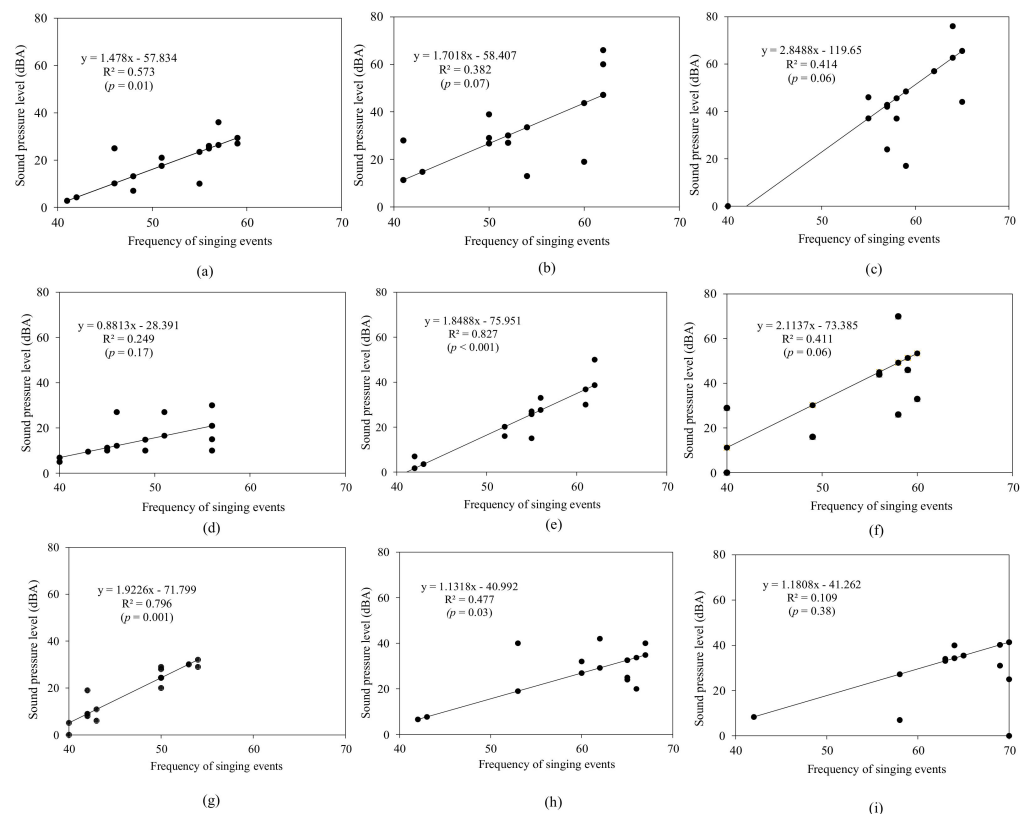 80
60
40
20
0
40
50
60
70
Sound pressure level (dBA)
y = 1.478x - 57.834
R² = 0.573
(p = 0.01)
Frequency of singing events
(a)
80
60
40
20
0
40
50
60
70
Sound pressure level (dBA)
y = 1.7018x - 58.407
R² = 0.382
(p = 0.07)
Frequency of singing events
(b)
80
60
40
20
0
40
50
60
70
Sound pressure level (dBA)
y = 2.8488x - 119.65
R² = 0.414
(p = 0.06)
Frequency of singing events
(c)
80
60
40
20
0
40
50
60
70
Sound pressure level (dBA)
y = 0.8813x - 28.391
R² = 0.249
(p = 0.17)
Frequency of singing events
(d)
80
60
40
20
0
40
50
60
70
Sound pressure level (dBA)
y = 1.8488x - 75.951
R² = 0.827
(p < 0.001)
Frequency of singing events
(e)
80
60
40
20
0
40
50
60
70
Sound pressure level (dBA)
y = 2.1137x - 73.385
R² = 0.411
(p = 0.06)
Frequency of singing events
(f)
80
60
40
20
0
40
50
60
70
Sound pressure level (dBA)
y = 1.9226x - 71.799
R² = 0.796
(p = 0.001)
Frequency of singing events
(g)
80
60
40
20
0
40
50
60
70
Sound pressure level (dBA)
y = 1.1318x - 40.992
R² = 0.477
(p = 0.03)
Frequency of singing events
(h)
80
60
40
20
0
40
50
60
70
Sound pressure level (dBA)
y = 1.1808x - 41.262
R² = 0.109
(p = 0.38)
Frequency of singing events
(i)